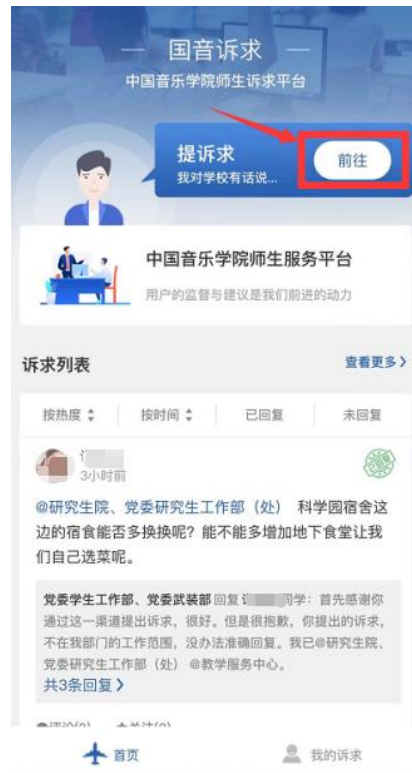 国音诉求
中国音乐学院师生诉求平台
提诉求
我对学校有话说...
前往
中国音乐学院师生服务平台
用户的监督与建议是我们前进的动力
诉求列表 查看更多
按热度 按时间 已回复 未回复
3小时前
@研究生院、党委研究生工作部（处） 科学园宿舍这
边的宿食能否多换换呢？能不能多增加地下食堂让我
们自己选菜呢。
党委学生工作部、党委武装部 回复 同学：首先感谢你
通过这一渠道提出诉求，很好。但是很抱歉，你提出的诉求，
不在我部门的工作范围，没办法准确回复。我已@研究生院、
党委研究生工作部（处） @教学服务中心。
共3条回复
首页 我的诉求